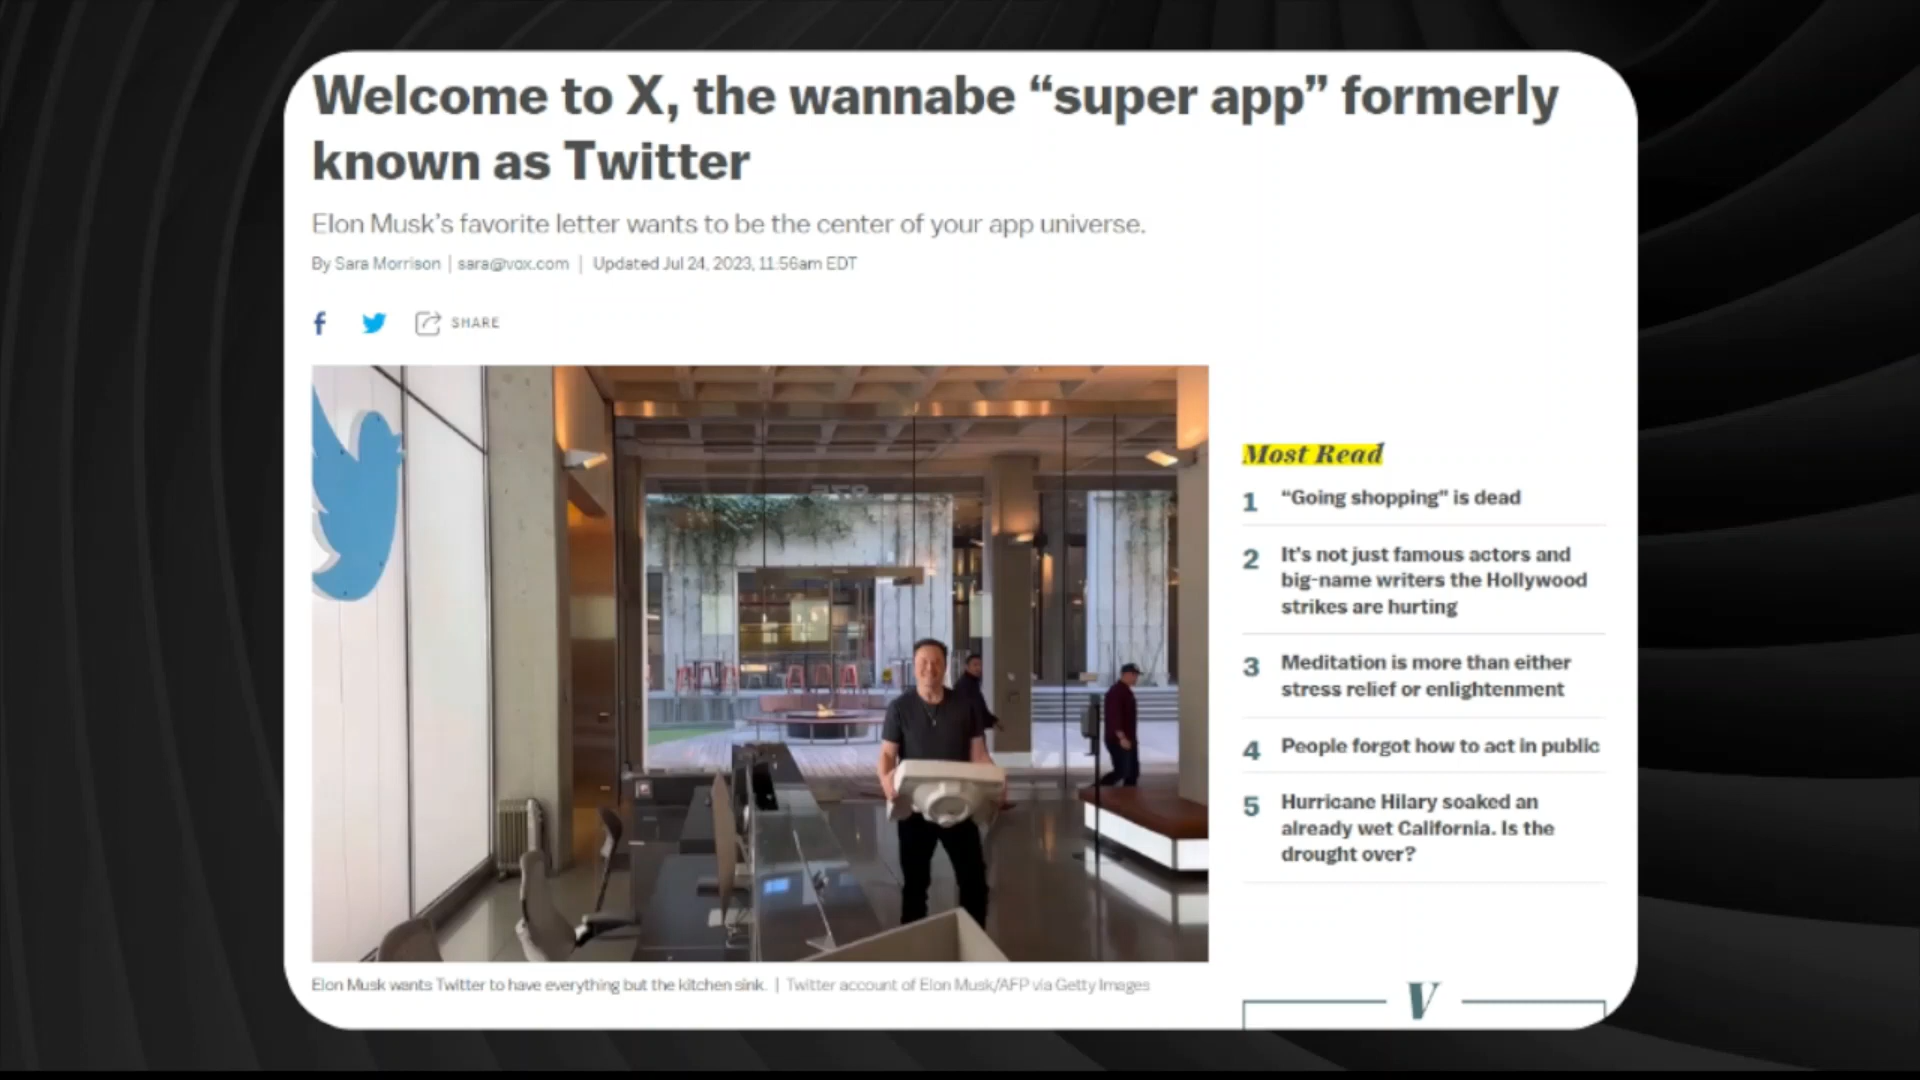 Welcome to X, the wannabe “super app” formerly
known as Twitter
Elon Musk’s favorite letter wants to be the center of your app universe.
By Sara Morrison | sara@vox.com | Updated Jul 24, 2023, 11:56am EDT
f
SHARE
875
Most Read
1 “Going shopping” is dead
2 It’s not just famous actors and
big-name writers the Hollywood
strikes are hurting
3 Meditation is more than either
stress relief or enlightenment
4 People forgot how to act in public
5 Hurricane Hilary soaked an
already wet California. Is the
drought over?
Elon Musk wants Twitter to have everything but the kitchen sink. | Twitter account of Elon Musk/AFP via Getty Images
V